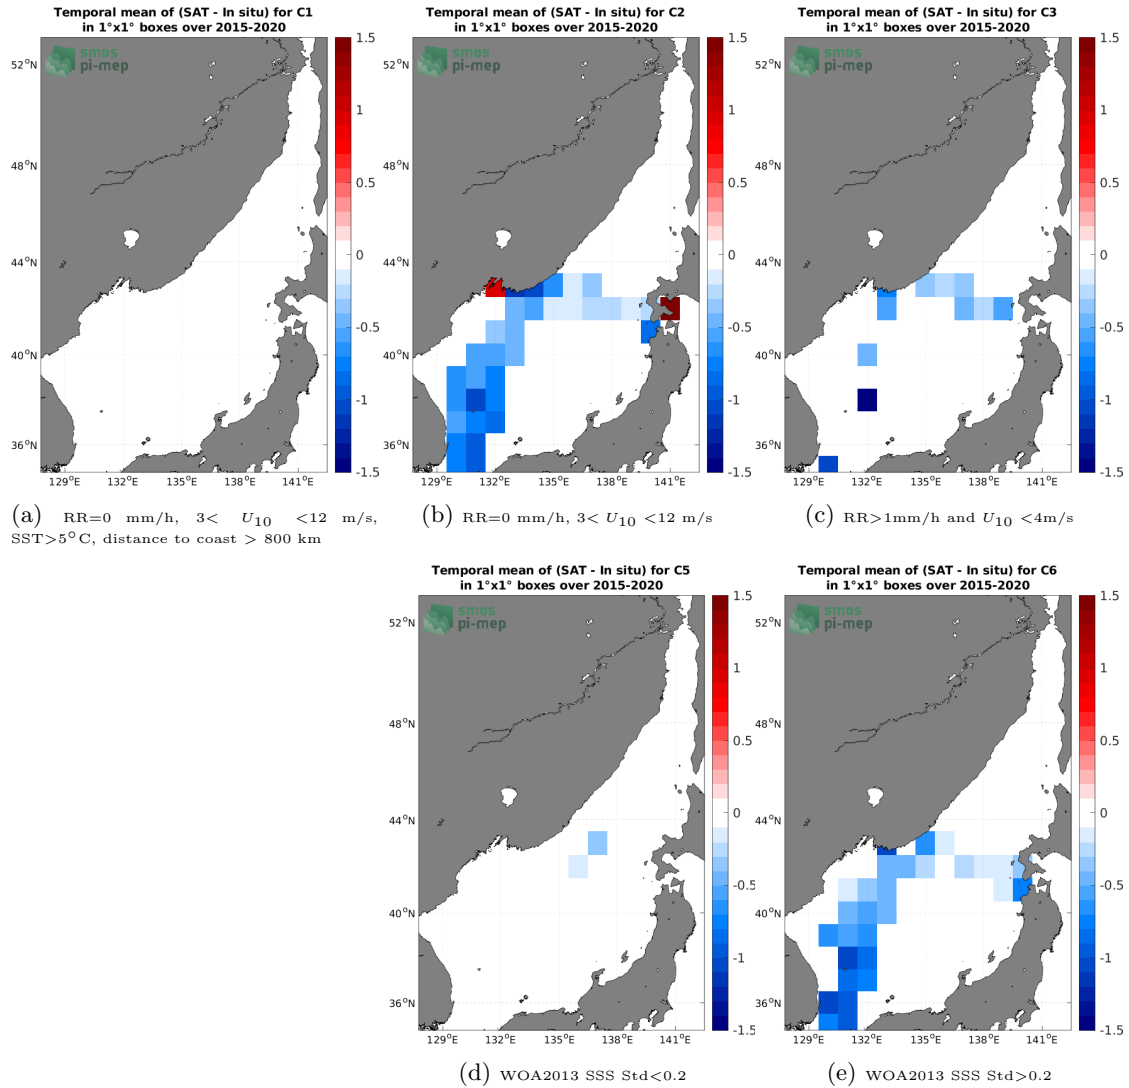 Temporal mean of (SAT - In situ) for C1
in 1°x1° boxes over 2015-2020
smos
pi-mep
52°N
48°N
44°N
40°N
36°N
129°E 132°E 135°E 138°E 141°E
1.5
1
0.5
0
-0.5
-1
-1.5
(a) RR=0 mm/h, 3< U10 <12 m/s,
SST>5°C, distance to coast > 800 km
Temporal mean of (SAT - In situ) for C2
in 1°x1° boxes over 2015-2020
smos
pi-mep
52°N
48°N
44°N
40°N
36°N
129°E 132°E 135°E 138°E 141°E
1.5
1
0.5
0
-0.5
-1
-1.5
(b) RR=0 mm/h, 3< U10 <12 m/s
Temporal mean of (SAT - In situ) for C3
in 1°x1° boxes over 2015-2020
smos
pi-mep
52°N
48°N
44°N
40°N
36°N
129°E 132°E 135°E 138°E 141°E
1.5
1
0.5
0
-0.5
-1
-1.5
(c) RR>1mm/h and U10 <4m/s
Temporal mean of (SAT - In situ) for C5
in 1°x1° boxes over 2015-2020
smos
pi-mep
52°N
48°N
44°N
40°N
36°N
129°E 132°E 135°E 138°E 141°E
1.5
1
0.5
0
-0.5
-1
-1.5
(d) WOA2013 SSS Std<0.2
Temporal mean of (SAT - In situ) for C6
in 1°x1° boxes over 2015-2020
smos
pi-mep
52°N
48°N
44°N
40°N
36°N
129°E 132°E 135°E 138°E 141°E
1.5
1
0.5
0
-0.5
-1
-1.5
(e) WOA2013 SSS Std>0.2